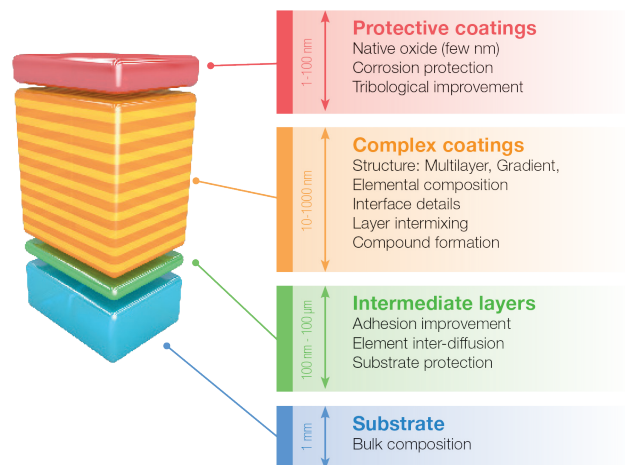 1-100 nm
Protective coatings
Native oxide (few nm)
Corrosion protection
Tribological improvement
10-1000 nm
Complex coatings
Structure: Multilayer, Gradient,
Elemental composition
Interface details
Layer intermixing
Compound formation
100 nm - 100 µm
Intermediate layers
Adhesion improvement
Element inter-diffusion
Substrate protection
1 mm
Substrate
Bulk composition